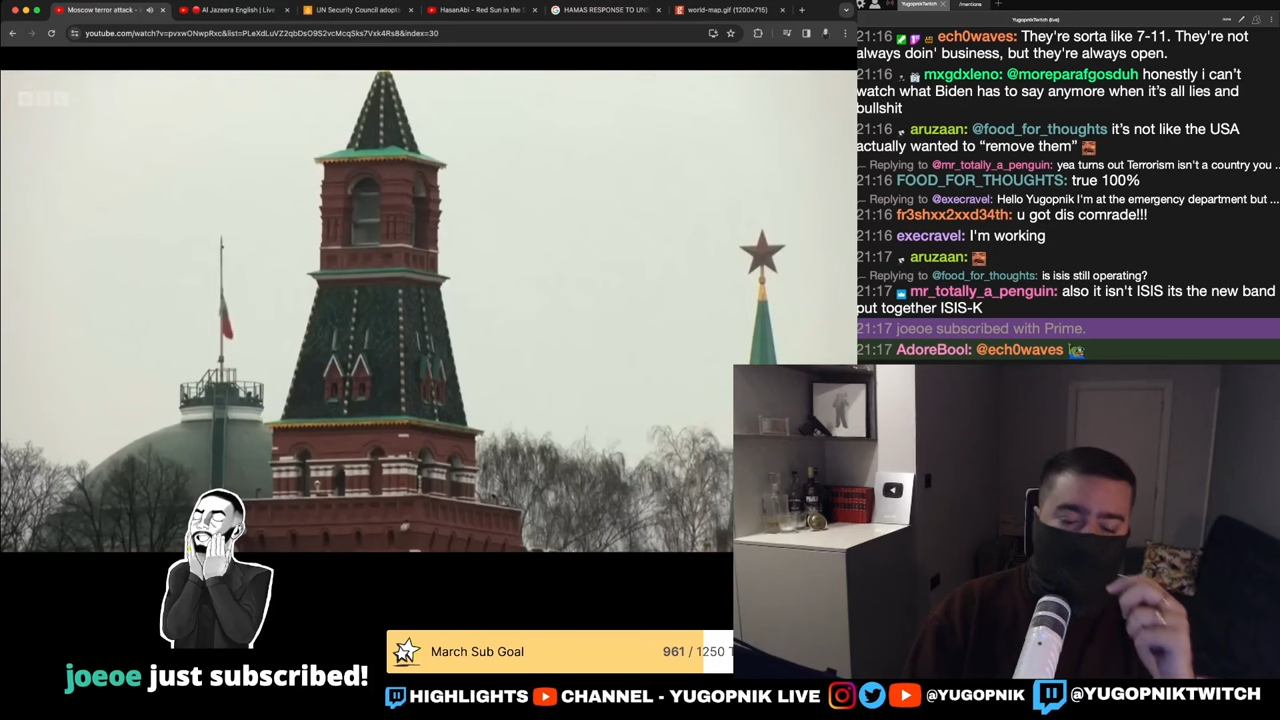 Moscow terror attack -
Al Jazeera English | Live
UN Security Council adopt
HasanAbi - Red Sun in the S
HAMAS RESPONSE TO UN
world-map.gif (1200×715)
youtube.com/watch?v=pvxwONwpRxc&list=PLeXdLuVZ2qbDsO9S2vcMcqSks7Vxk4Rs8&index=30
BBC
YugopnikTwitch
/mentions
YugopnikTwitch (live)
21:16 ech0waves: They're sorta like 7-11. They're not
always doin' business, but they're always open.
21:16 mxgdxleno: @moreparafgosduh honestly i can't
watch what Biden has to say anymore when it's all lies and
bullshit
21:16 aruzaan: @food_for_thoughts it's not like the USA
actually wanted to “remove them”
Replying to @mr_totally_a_penguin: yea turns out Terrorism isn't a country you ...
21:16 FOOD_FOR_THOUGHTS: true 100%
Replying to @execravel: Hello Yugopnik I'm at the emergency department but ...
21:16 fr3shxx2xxd34th: u got dis comrade!!!
21:16 execravel: I'm working
21:17 aruzaan:
Replying to @food_for_thoughts: is isis still operating?
21:17 mr_totally_a_penguin: also it isn't ISIS its the new band
put together ISIS-K
21:17 joeoe subscribed with Prime.
21:17 AdoreBool: @ech0waves
March Sub Goal 961 / 1250 T
joeoe just subscribed!
HIGHLIGHTS CHANNEL - YUGOPNIK LIVE @YUGOPNIK @YUGOPNIKTWITCH